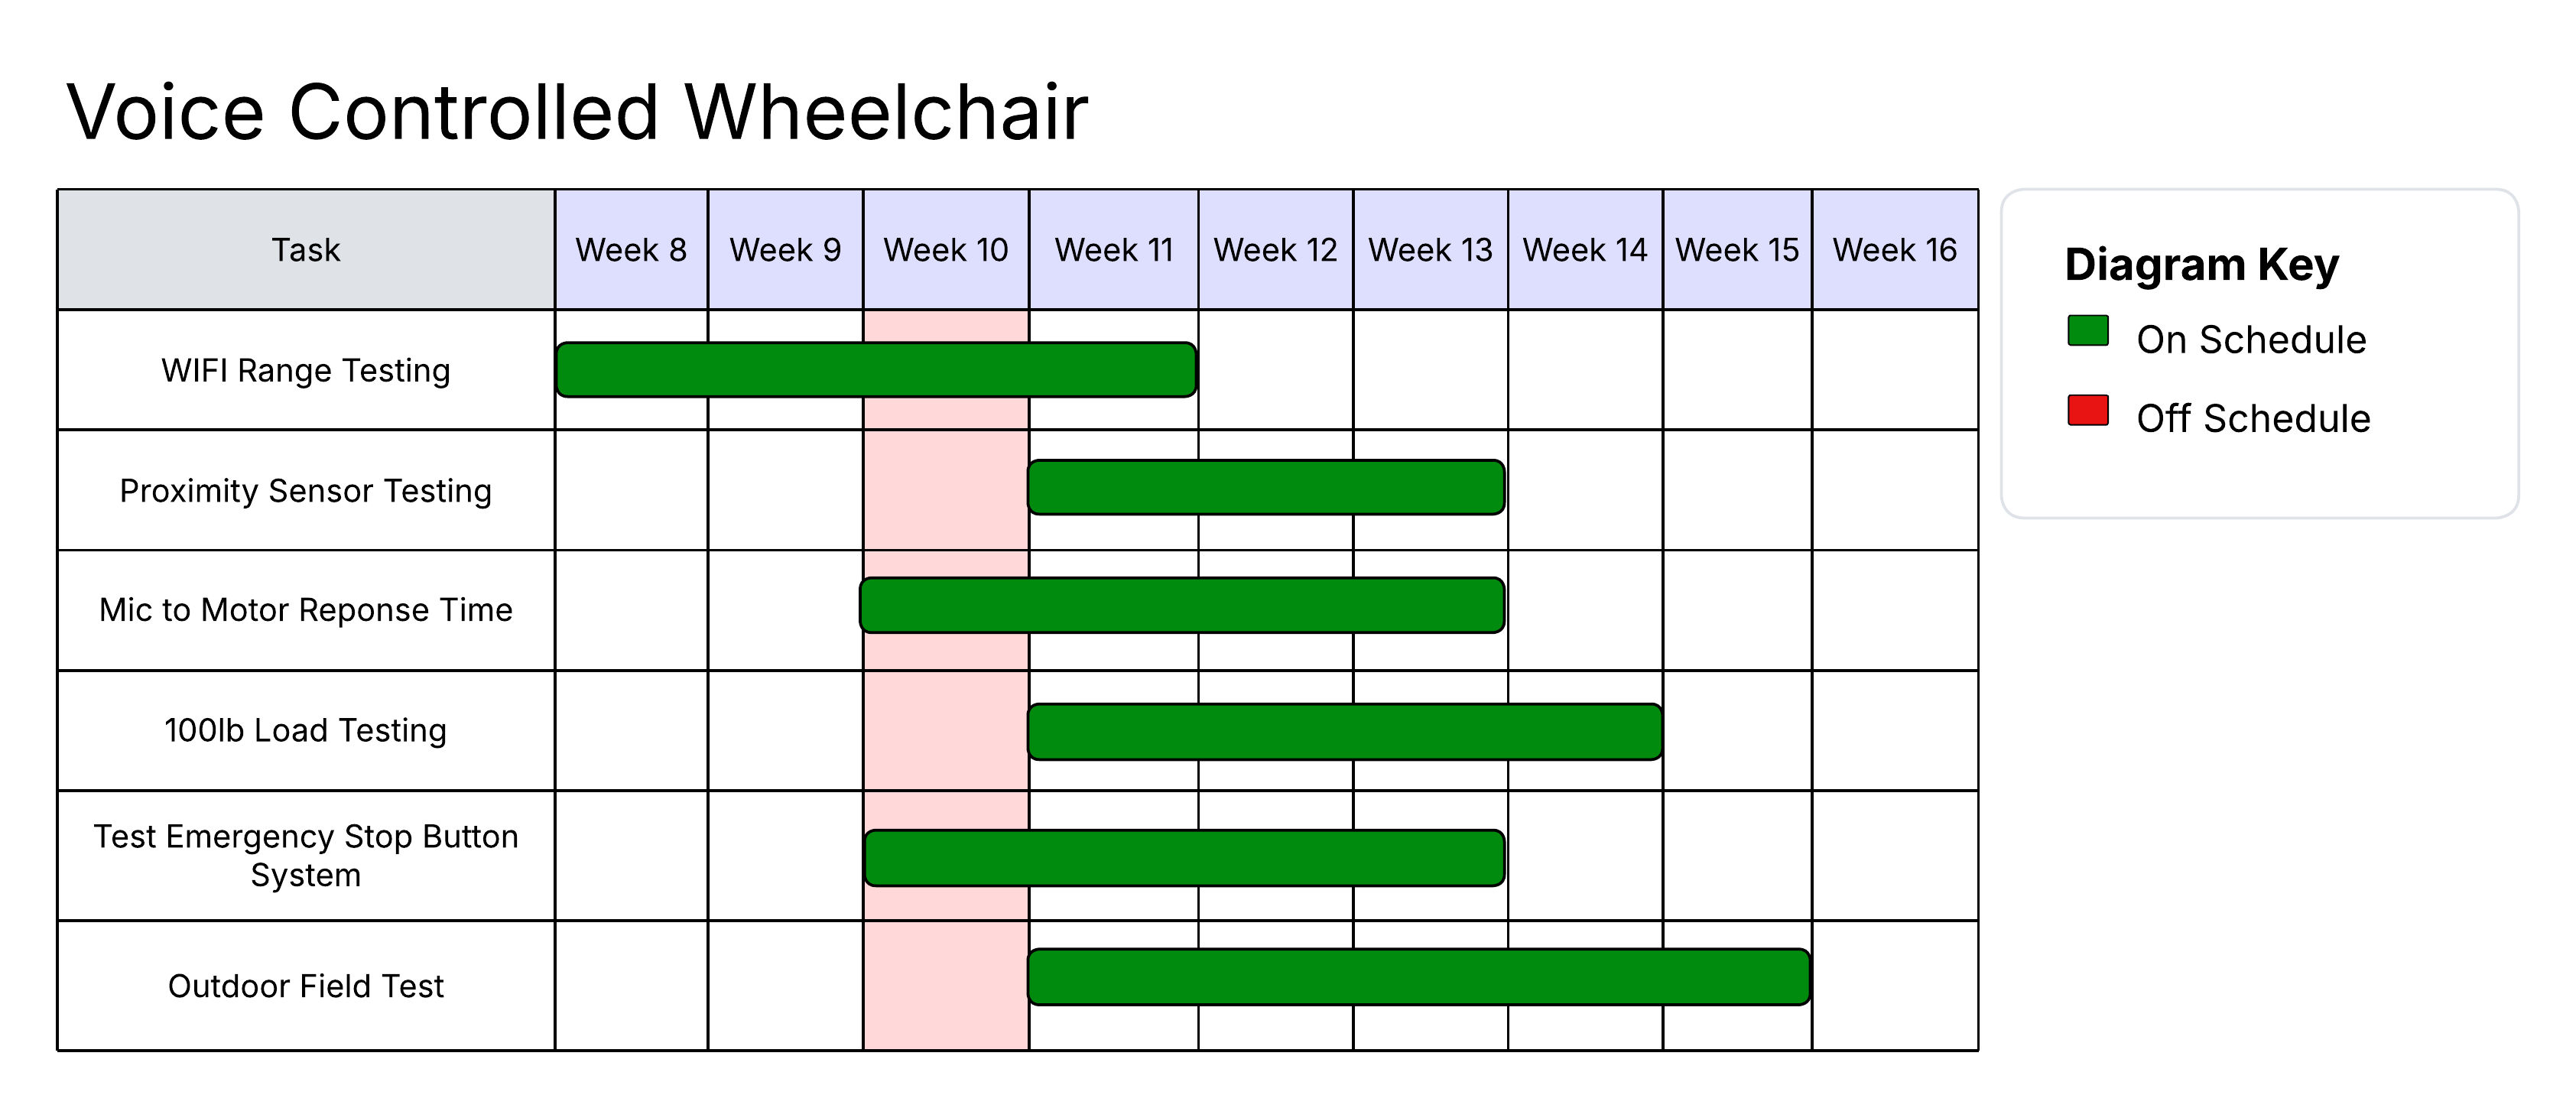 Voice Controlled Wheelchair
Task
Week 8
Week 9
Week 10
Week 11
Week 12
Week 13
Week 14
Week 15
Week 16
WIFI Range Testing
Proximity Sensor Testing
Mic to Motor Reponse Time
100lb Load Testing
Test Emergency Stop Button
System
Outdoor Field Test
Diagram Key
On Schedule
Off Schedule